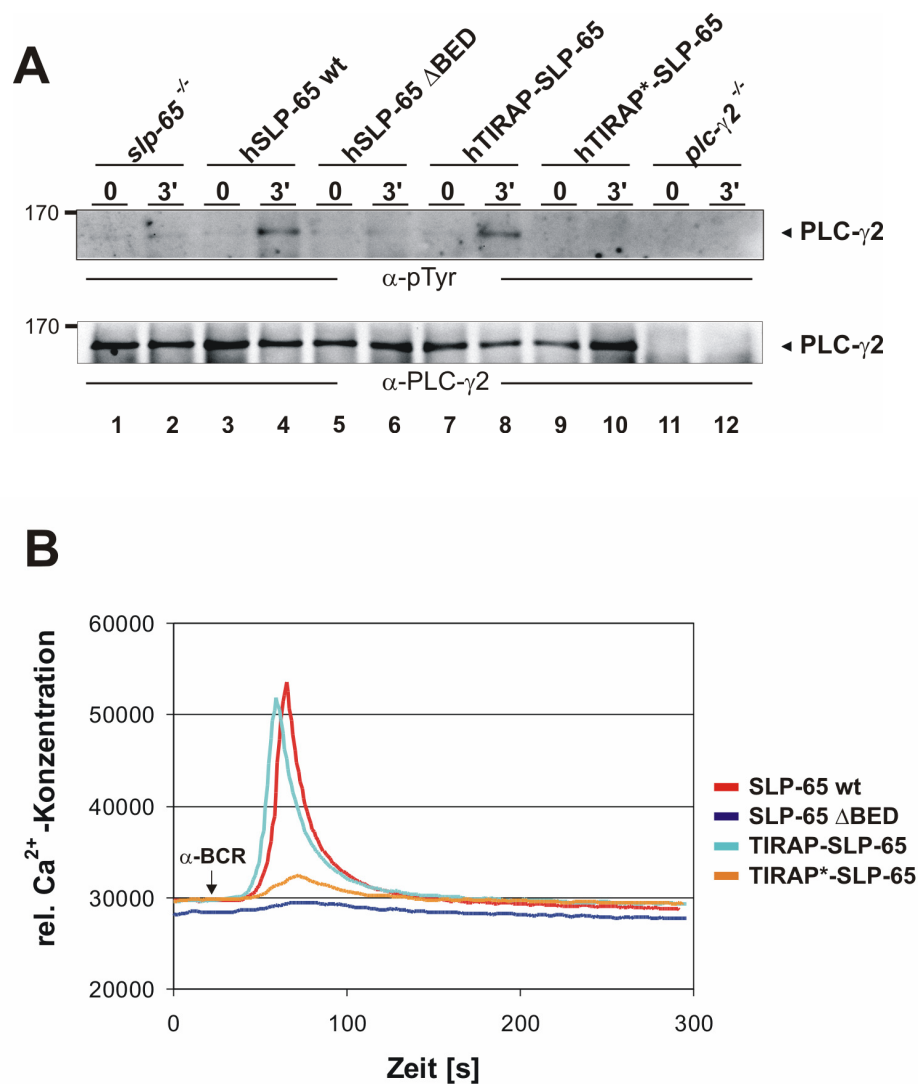 A
slp-65 -/-
hSLP-65 wt
hSLP-65 ΔBED
hTIRAP-SLP-65
hTIRAP*-SLP-65
plc-γ2 -/-
0 3' 0 3' 0 3' 0 3' 0 3' 0 3'
170
PLC-γ2
α-pTyr
170
PLC-γ2
α-PLC-γ2
1 2 3 4 5 6 7 8 9 10 11 12
B
rel. Ca2+-Konzentration
60000
50000
40000
30000
20000
α-BCR
0 100 200 300
Zeit [s]
SLP-65 wt
SLP-65 ΔBED
TIRAP-SLP-65
TIRAP*-SLP-65